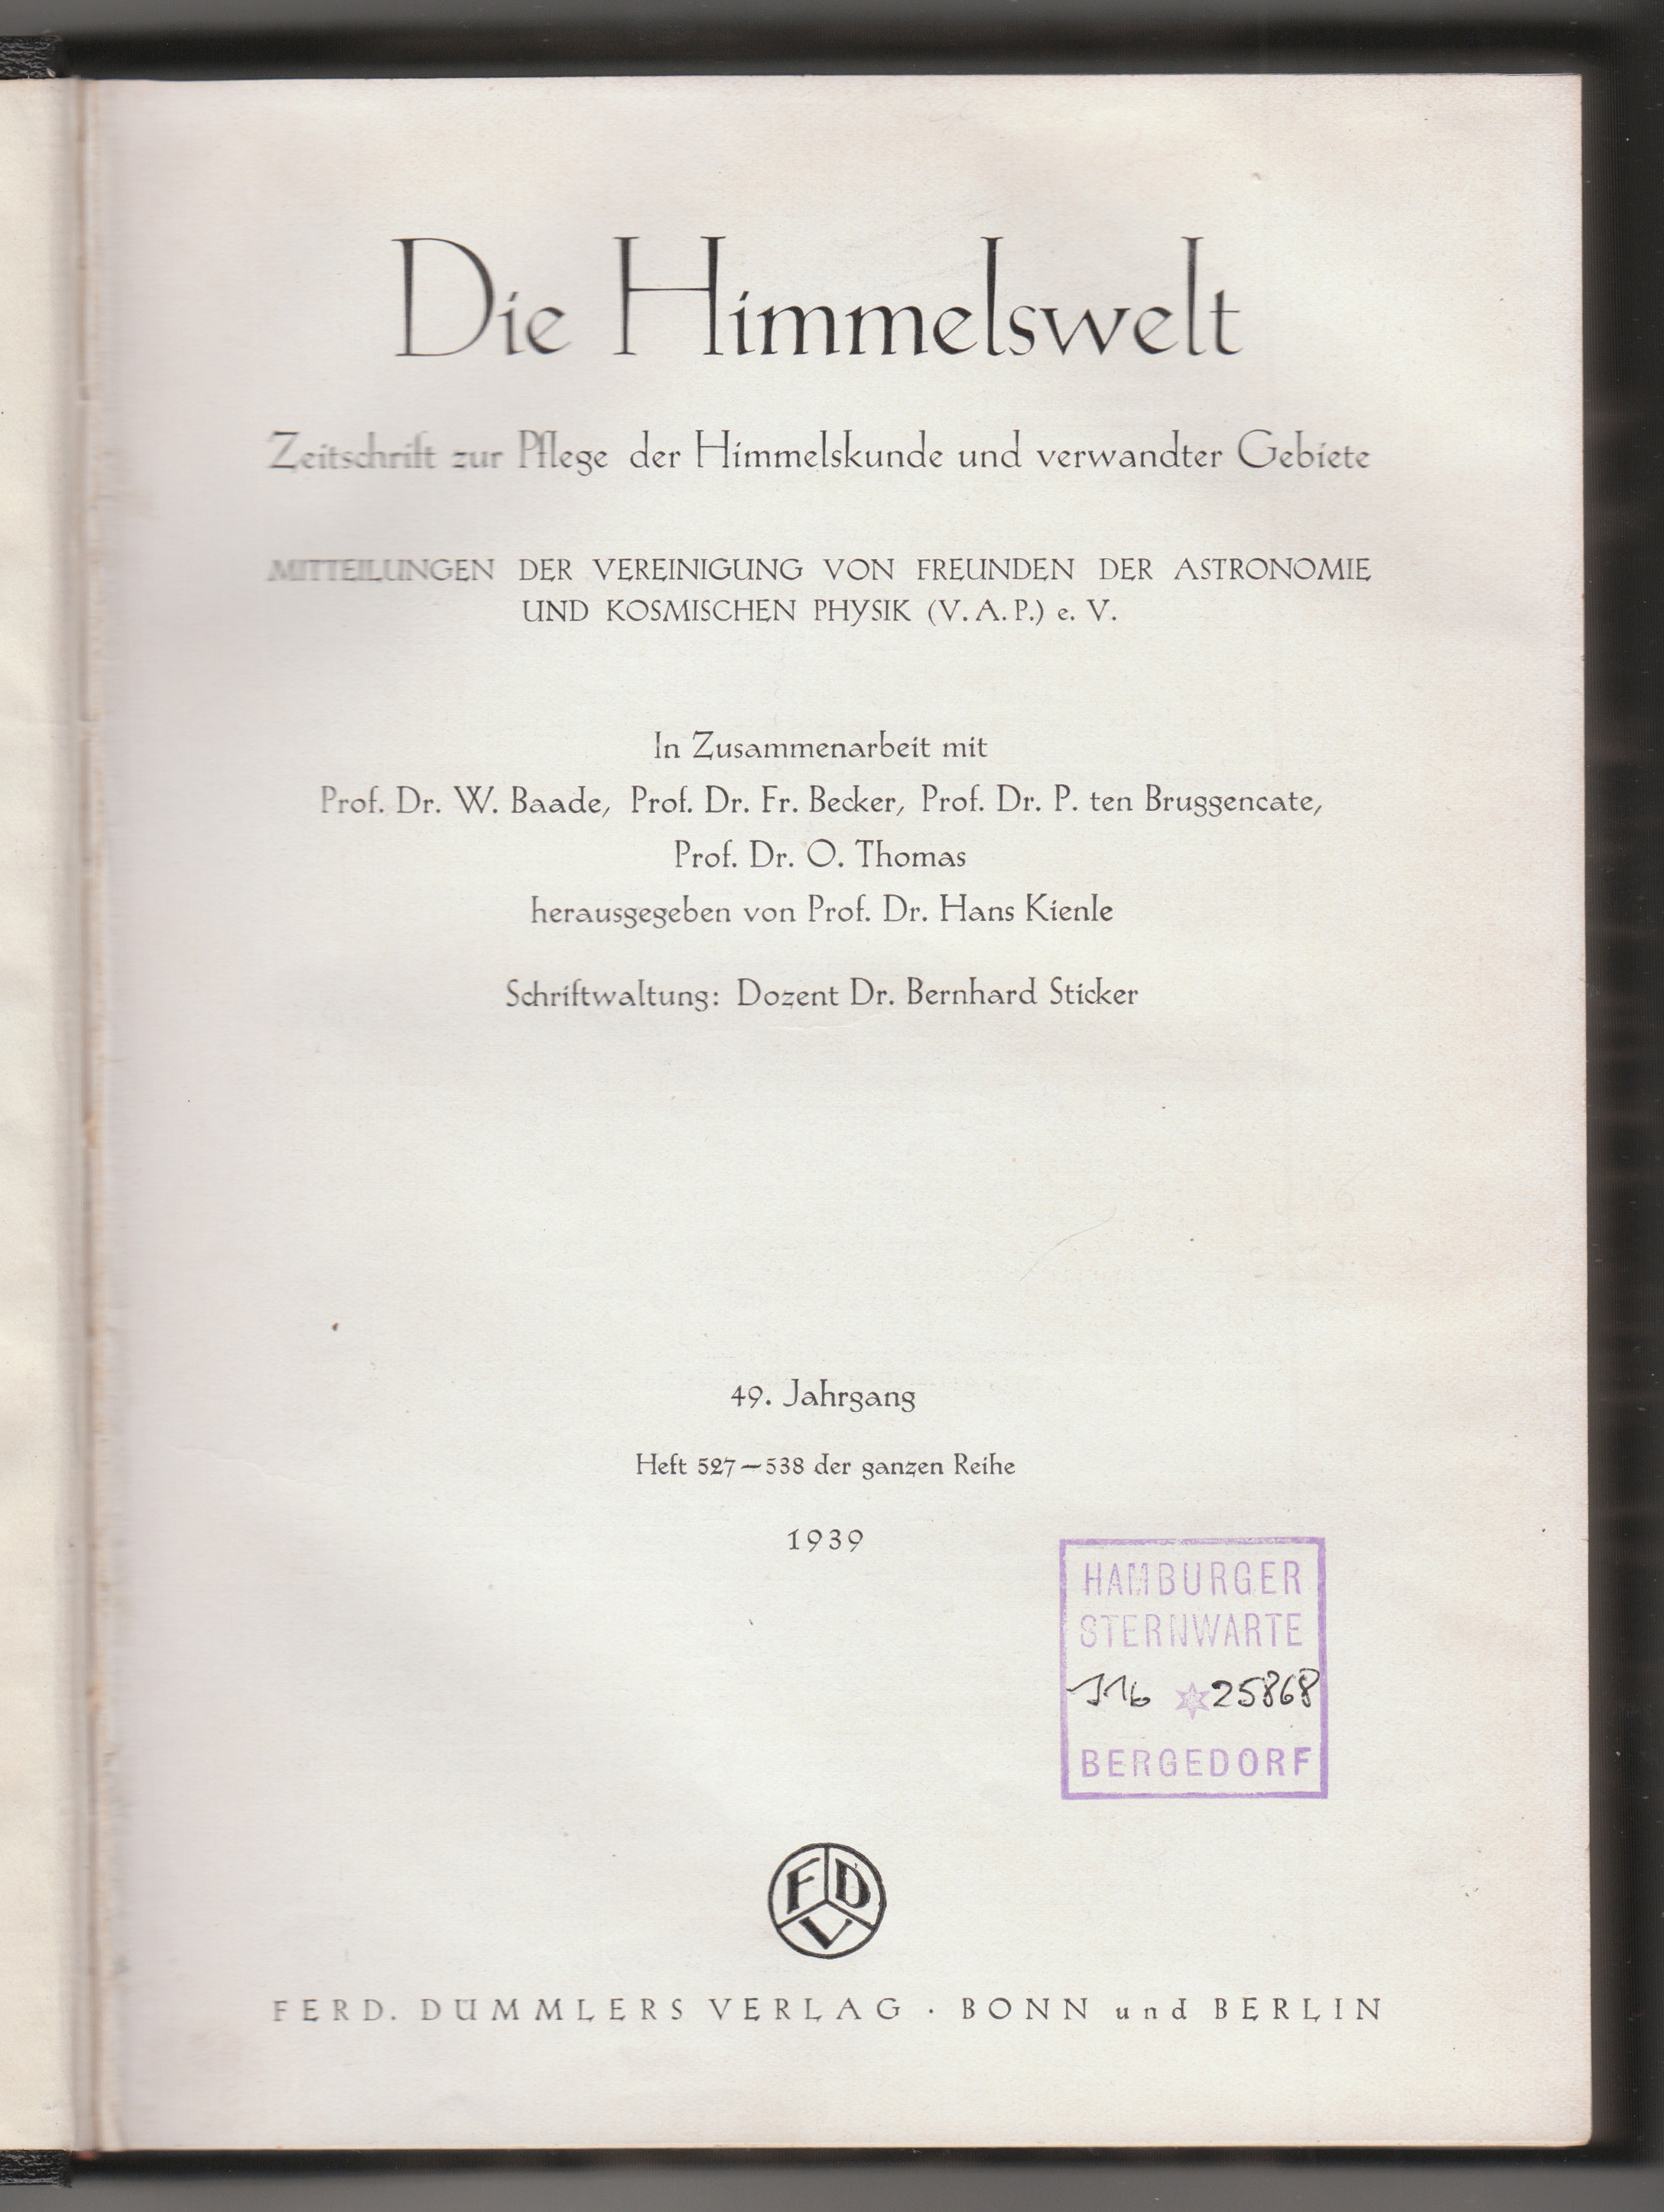 Die Himmelswelt
Zeitschrift zur Pflege der Himmelskunde und verwandter Gebiete
MITTEILUNGEN DER VEREINIGUNG VON FREUNDEN DER ASTRONOMIE
UND KOSMISCHEN PHYSIK (V. A. P.) e. V.
In Zusammenarbeit mit
Prof. Dr. W. Baade, Prof. Dr. Fr. Becker, Prof. Dr. P. ten Bruggencate,
Prof. Dr. O. Thomas
herausgegeben von Prof. Dr. Hans Kienle
Schriftwaltung: Dozent Dr. Bernhard Sticker
49. Jahrgang
Heft 527–538 der ganzen Reihe
1939
HAMBURGER
STERNWARTE
116 25868
BERGEDORF
F D
V
FERD. DÜMMLERS VERLAG · BONN und BERLIN